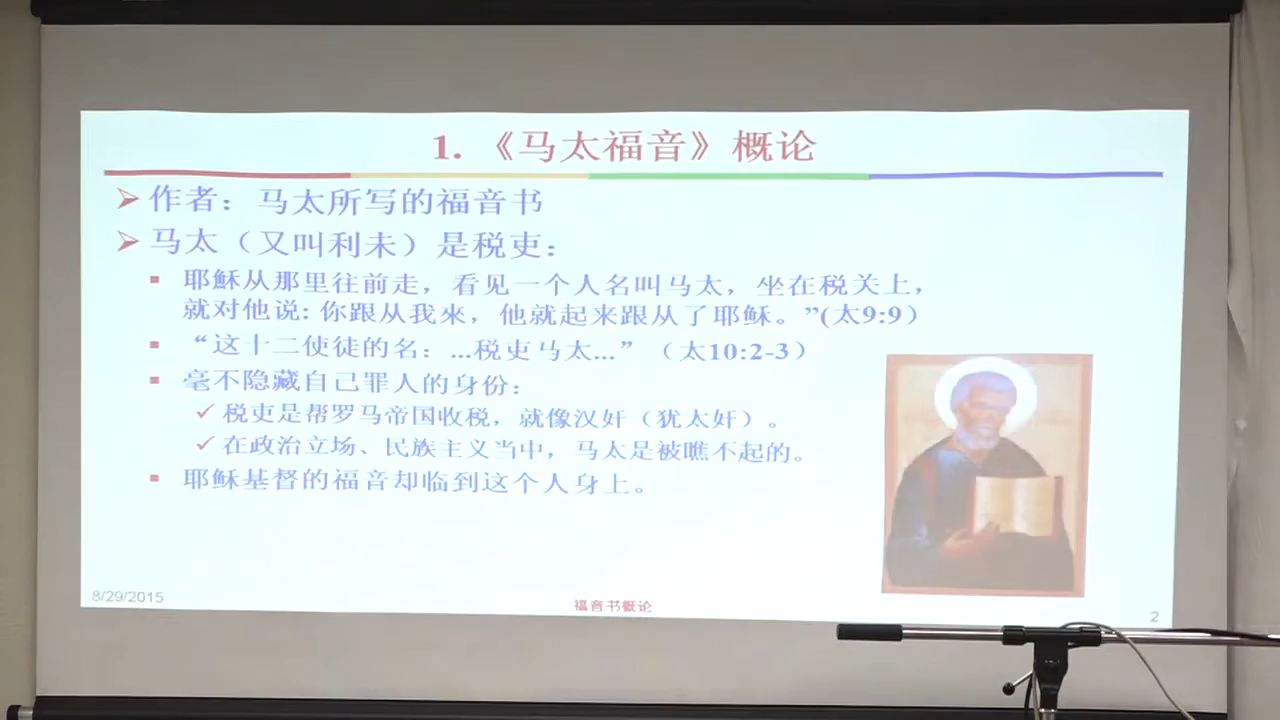 1. 《马太福音》概论
作者：马太所写的福音书
马太（又叫利未）是税吏：
耶稣从那里往前走，看见一个人名叫马太，坐在税关上，
就对他说: 你跟从我來，他就起来跟从了耶稣。”(太9:9）
“这十二使徒的名：...税吏马太...”（太10:2-3）
毫不隐藏自己罪人的身份：
税吏是帮罗马帝国收税，就像汉奸（犹太奸）。
在政治立场、民族主义当中，马太是被瞧不起的。
耶稣基督的福音却临到这个人身上。
8/29/2015
福音书概论
2